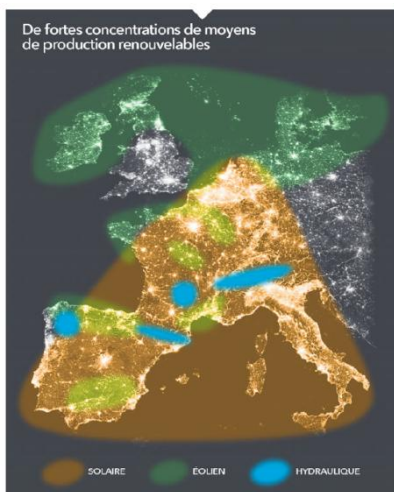 De fortes concentrations de moyens
de production renouvelables
SOLAIRE
ÉOLIEN
HYDRAULIQUE